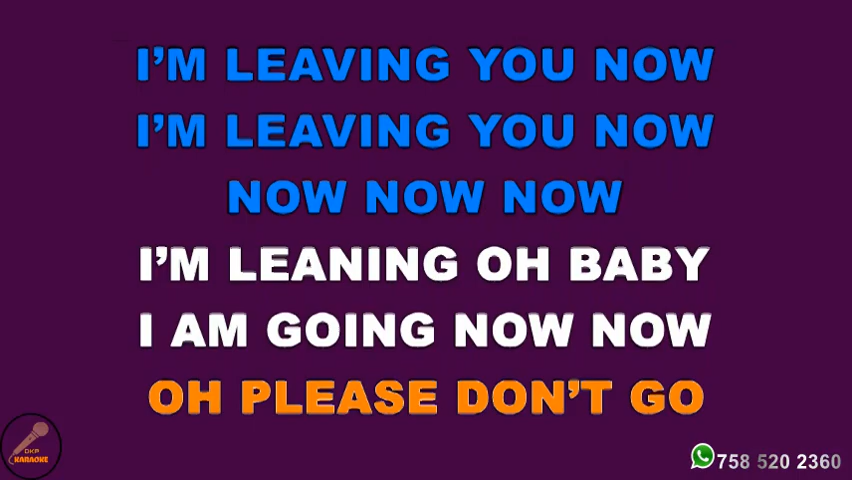 I'M LEAVING YOU NOW
I'M LEAVING YOU NOW
NOW NOW NOW
I'M LEANING OH BABY
I AM GOING NOW NOW
OH PLEASE DON'T GO
DKP
KARAOKE
758 520 2360